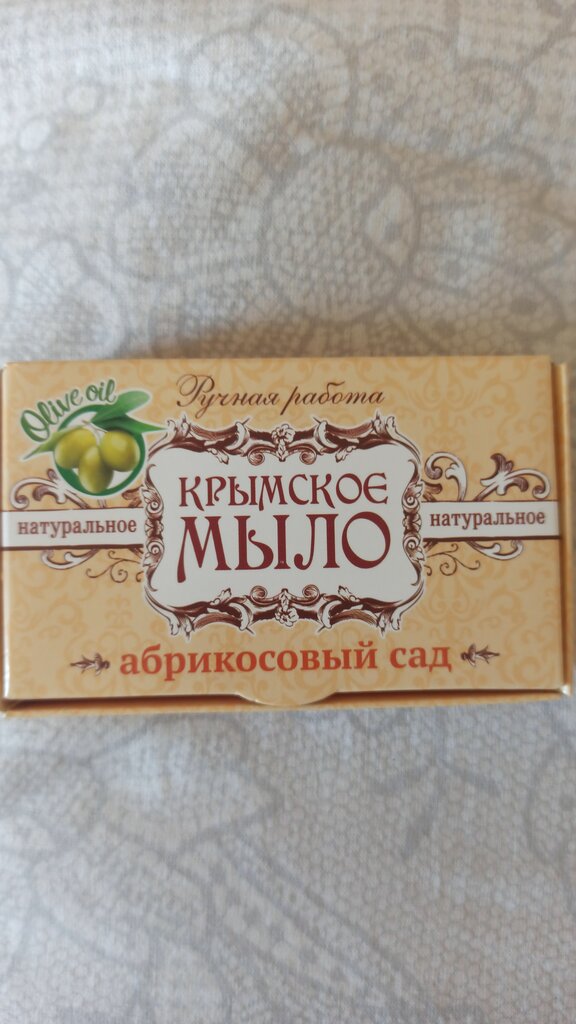 Ручная работа
Olive oil
КРЫМСКОЕ
МЫЛО
натуральное
натуральное
абрикосовый сад